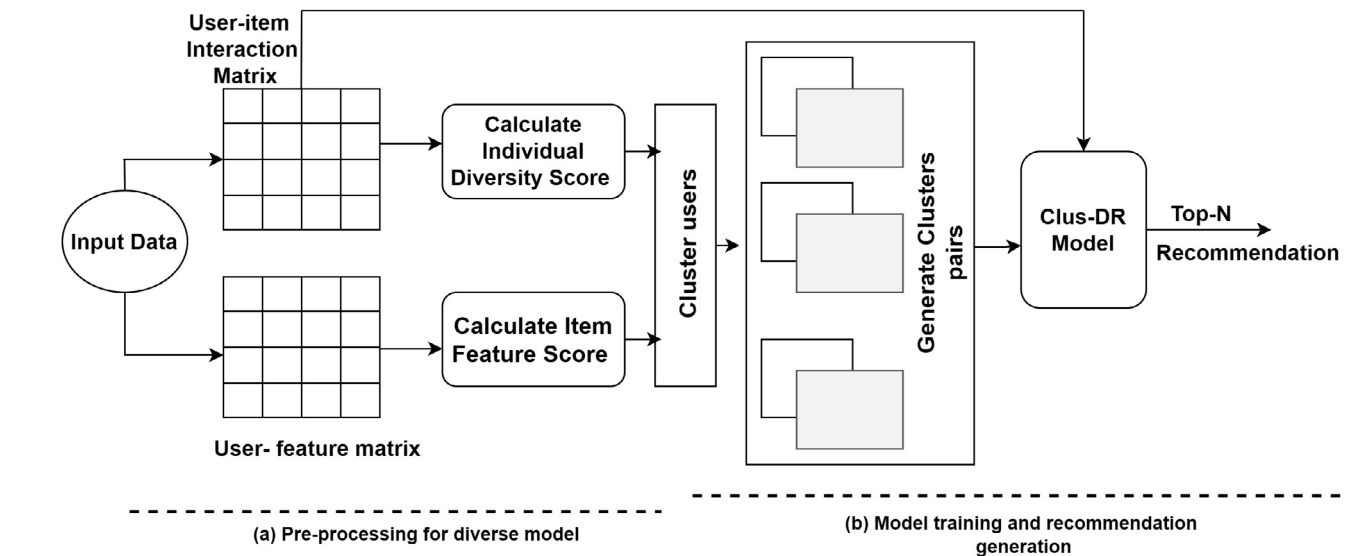 User-item
Interaction
Matrix
Input Data
Calculate
Individual
Diversity Score
Calculate Item
Feature Score
User- feature matrix
Cluster users
Generate Clusters
pairs
Clus-DR
Model
Top-N
Recommendation
(a) Pre-processing for diverse model
(b) Model training and recommendation
generation